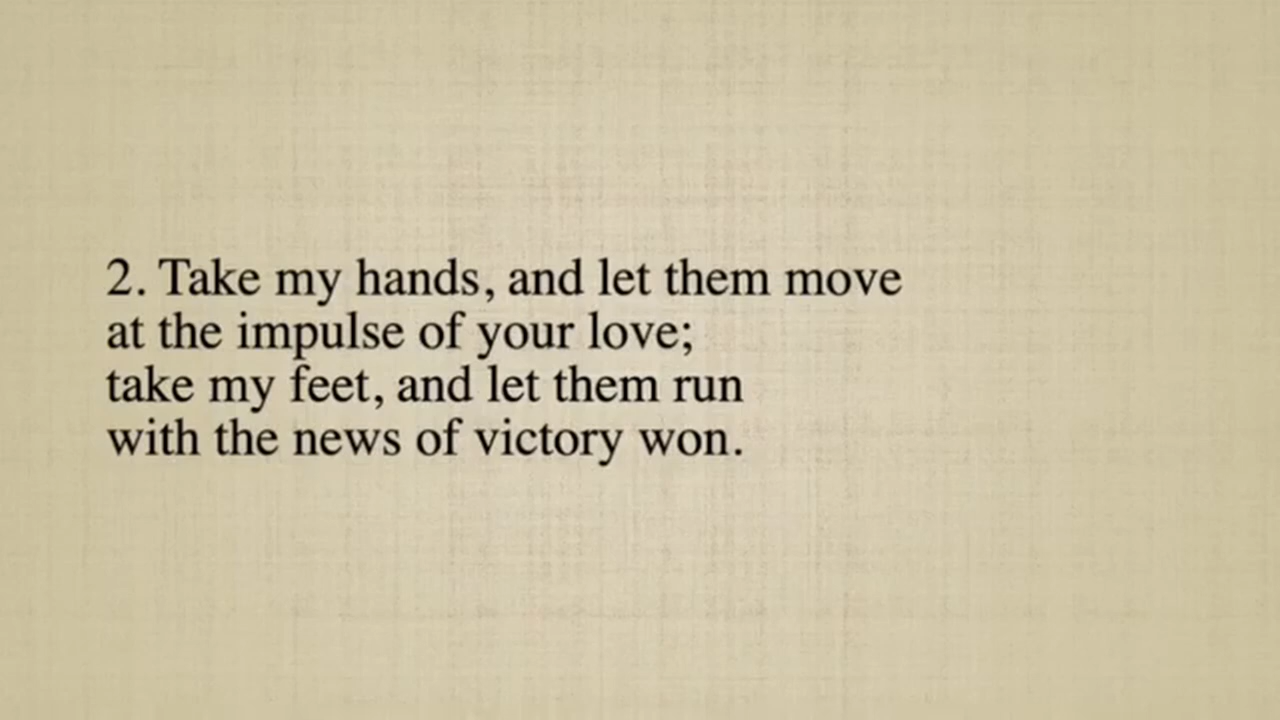 2. Take my hands, and let them move
at the impulse of your love;
take my feet, and let them run
with the news of victory won.